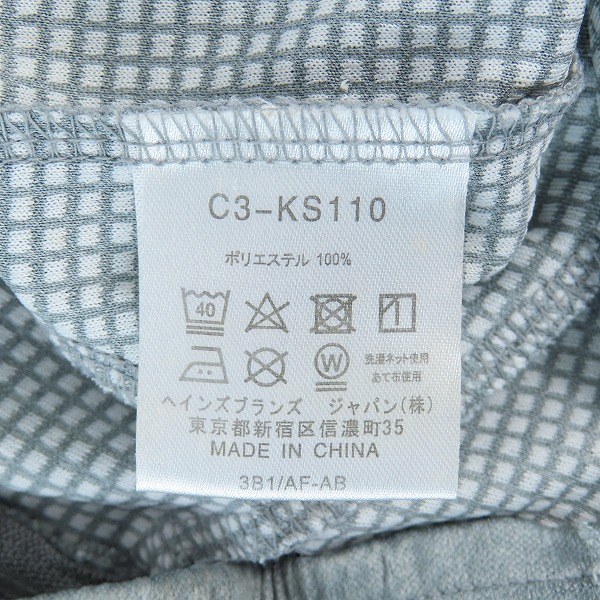 C3-KS110
ポリエステル 100%
40
W
洗濯ネット使用
あて布使用
ヘインズブランズ ジャパン(株)
東京都新宿区信濃町35
MADE IN CHINA
3B1/AF-AB